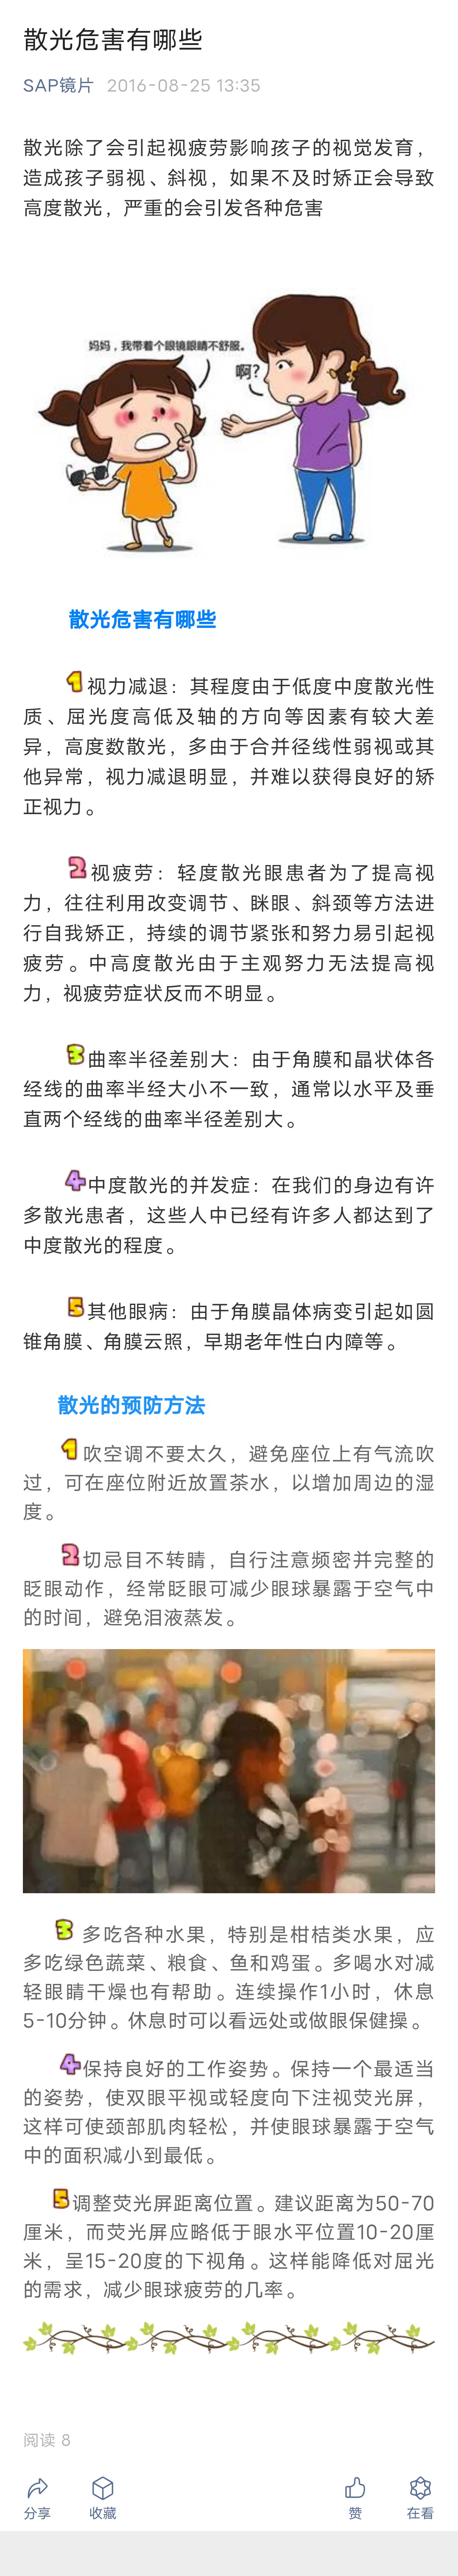 散光危害有哪些
SAP镜片 2016-08-25 13:35
散光除了会引起视疲劳影响孩子的视觉发育，
造成孩子弱视、斜视，如果不及时矫正会导致
高度散光，严重的会引发各种危害
妈妈，我带着个眼镜眼睛不舒服。
啊？
散光危害有哪些
1视力减退：其程度由于低度中度散光性
质、屈光度高低及轴的方向等因素有较大差
异，高度数散光，多由于合并径线性弱视或其
他异常，视力减退明显，并难以获得良好的矫
正视力。
2视疲劳：轻度散光眼患者为了提高视
力，往往利用改变调节、眯眼、斜颈等方法进
行自我矫正，持续的调节紧张和努力易引起视
疲劳。中高度散光由于主观努力无法提高视
力，视疲劳症状反而不明显。
3曲率半径差别大：由于角膜和晶状体各
经线的曲率半经大小不一致，通常以水平及垂
直两个经线的曲率半径差别大。
4中度散光的并发症：在我们的身边有许
多散光患者，这些人中已经有许多人都达到了
中度散光的程度。
5其他眼病：由于角膜晶体病变引起如圆
锥角膜、角膜云照，早期老年性白内障等。
散光的预防方法
1吹空调不要太久，避免座位上有气流吹
过，可在座位附近放置茶水，以增加周边的湿
度。
2切忌目不转睛，自行注意频密并完整的
眨眼动作，经常眨眼可减少眼球暴露于空气中
的时间，避免泪液蒸发。
3 多吃各种水果，特别是柑桔类水果，应
多吃绿色蔬菜、粮食、鱼和鸡蛋。多喝水对减
轻眼睛干燥也有帮助。连续操作1小时，休息
5-10分钟。休息时可以看远处或做眼保健操。
4保持良好的工作姿势。保持一个最适当
的姿势，使双眼平视或轻度向下注视荧光屏，
这样可使颈部肌肉轻松，并使眼球暴露于空气
中的面积减小到最低。
5调整荧光屏距离位置。建议距离为50-70
厘米，而荧光屏应略低于眼水平位置10-20厘
米，呈15-20度的下视角。这样能降低对屈光
的需求，减少眼球疲劳的几率。
阅读 8
分享 收藏 赞 在看